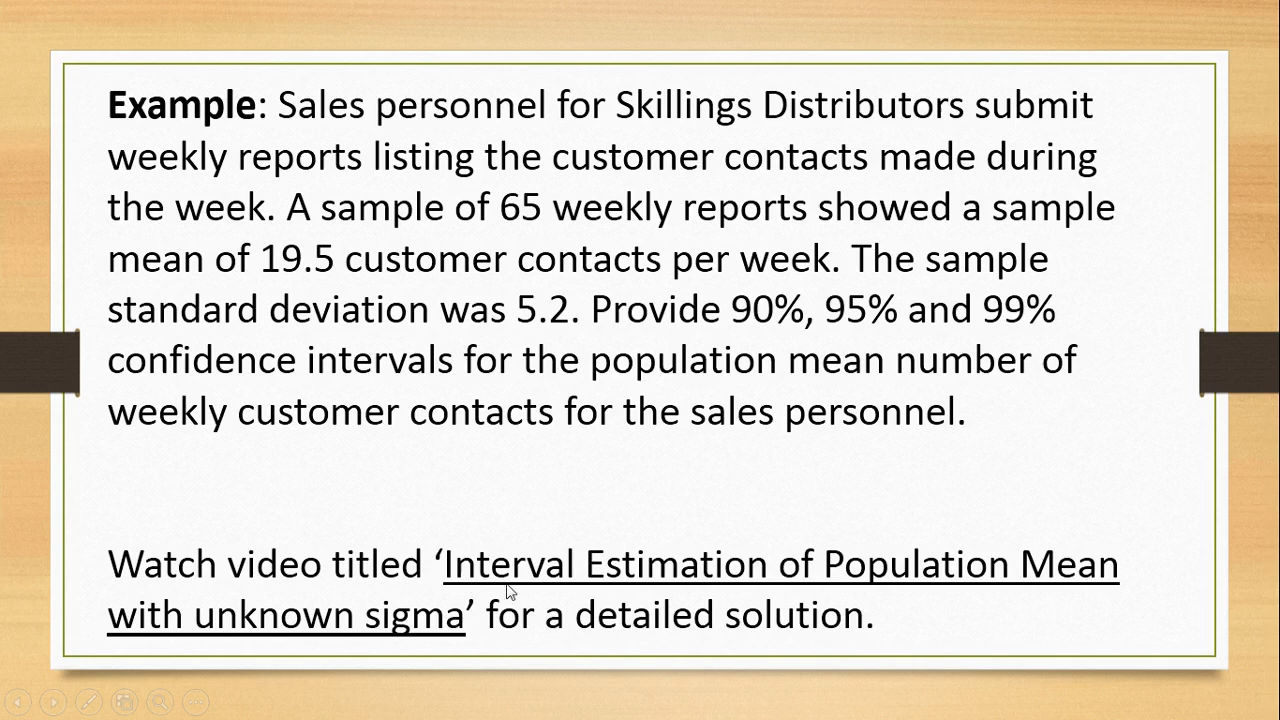 Example: Sales personnel for Skillings Distributors submit
weekly reports listing the customer contacts made during
the week. A sample of 65 weekly reports showed a sample
mean of 19.5 customer contacts per week. The sample
standard deviation was 5.2. Provide 90%, 95% and 99%
confidence intervals for the population mean number of
weekly customer contacts for the sales personnel.
Watch video titled ‘Interval Estimation of Population Mean
with unknown sigma’ for a detailed solution.